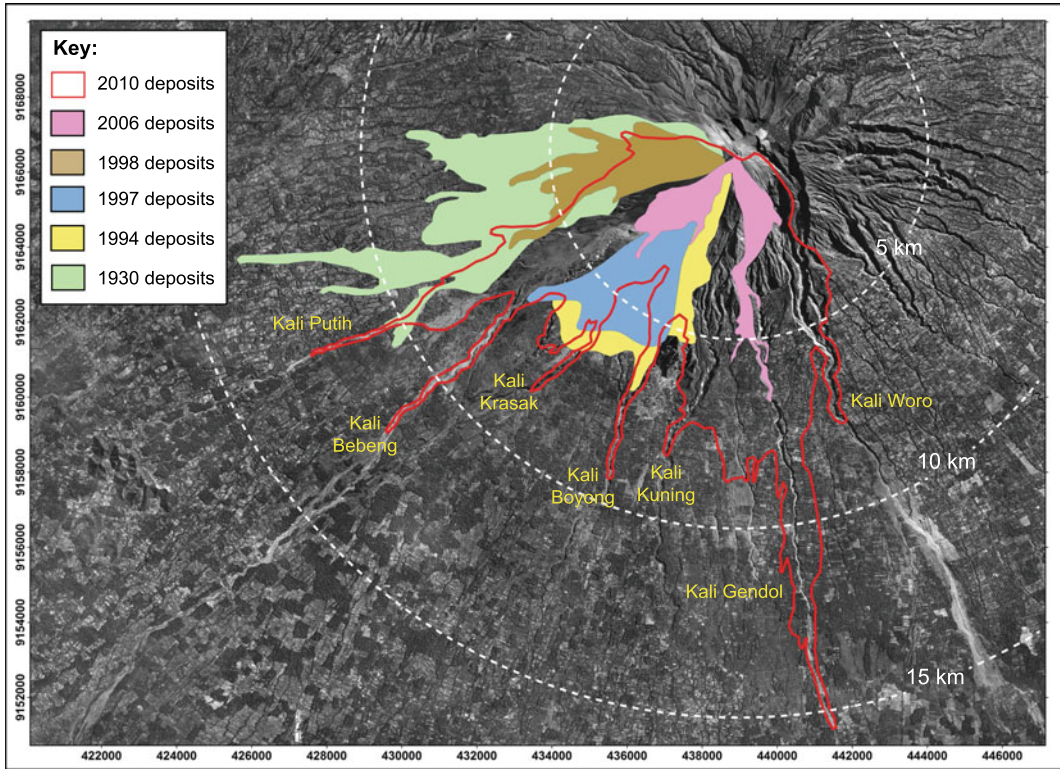 Key:
2010 deposits
2006 deposits
1998 deposits
1997 deposits
1994 deposits
1930 deposits
5 km
10 km
15 km
Kali Putih
Kali
Bebeng
Kali
Krasak
Kali
Boyong
Kali
Kuning
Kali Woro
Kali Gendol
9168000
9166000
9164000
9162000
9160000
9158000
9156000
9154000
9152000
422000
424000
426000
428000
430000
432000
434000
436000
438000
440000
442000
444000
446000